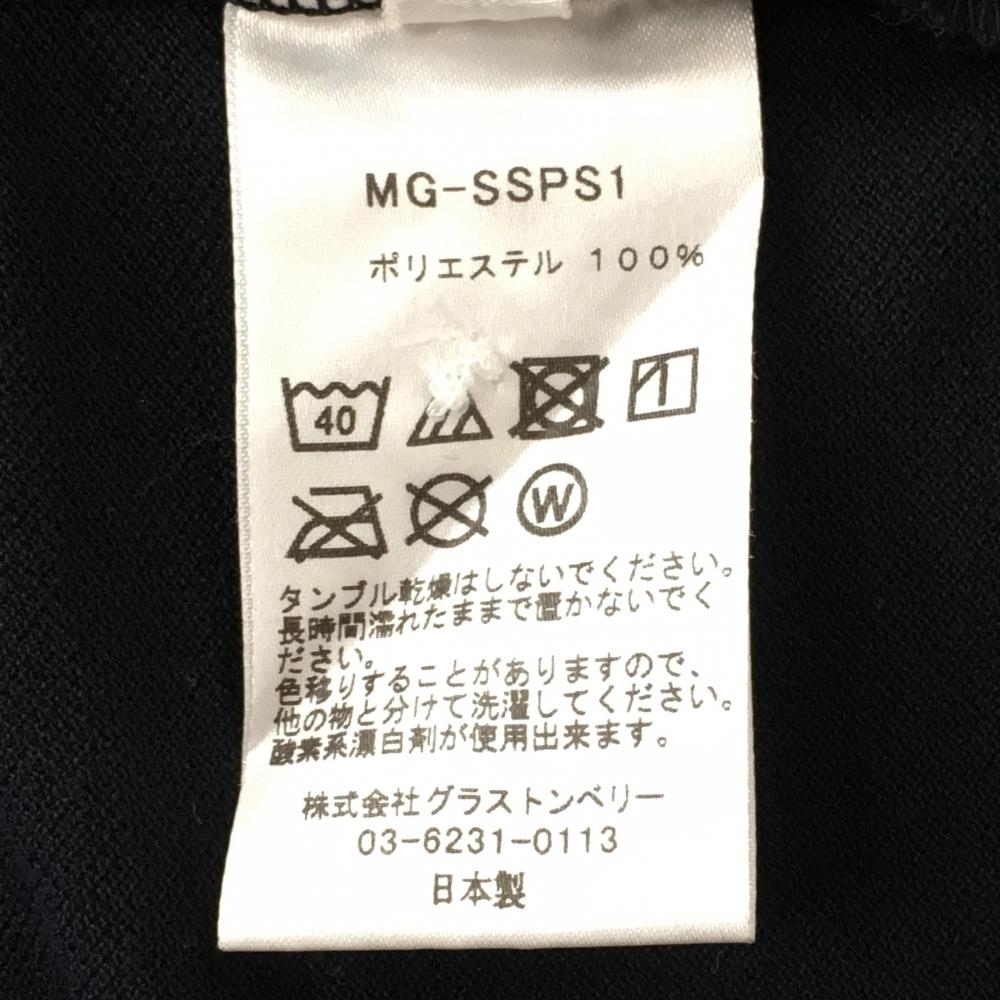 MG-SSPS1
ポリエステル 100%
40
W
タンブル乾燥はしないでください。
長時間濡れたままで置かないでく
ださい。
色移りすることがありますので、
他の物と分けて洗濯してください。
酸素系漂白剤が使用出来ます。
株式会社グラストンベリー
03-6231-0113
日本製